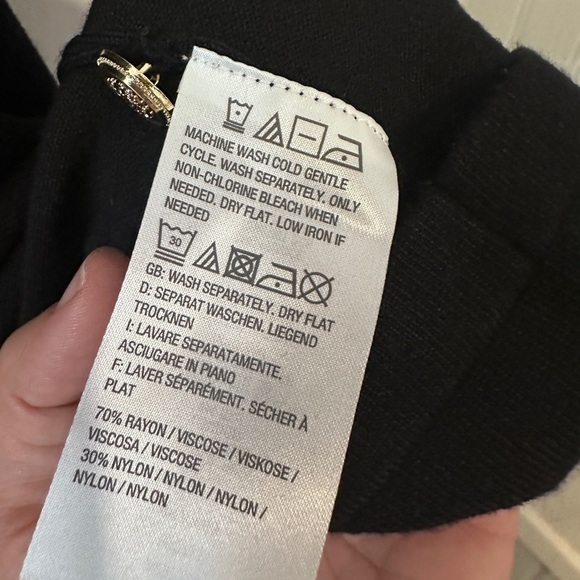 MACHINE WASH COLD GENTLE
CYCLE. WASH SEPARATELY. ONLY
NON-CHLORINE BLEACH WHEN
NEEDED. DRY FLAT. LOW IRON IF
NEEDED
30
GB: WASH SEPARATELY. DRY FLAT
D: SEPARAT WASCHEN. LIEGEND
TROCKNEN
I: LAVARE SEPARATAMENTE.
ASCIUGARE IN PIANO
F: LAVER SÉPARÉMENT. SÉCHER À
PLAT
70% RAYON / VISCOSE / VISKOSE /
VISCOSA / VISCOSE
30% NYLON / NYLON / NYLON /
NYLON / NYLON